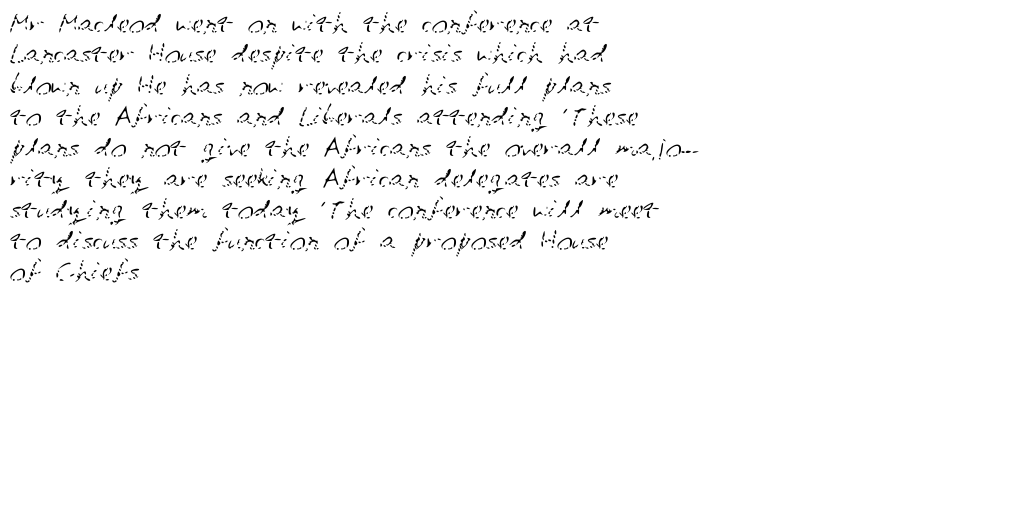 Mr Macleod went on with the conference at
Lancaster House despite the crisis which had
blown up He has now revealed his full plans
to the Africans and Liberals attending 'These
plans do not give the Africans the overall majo-
rity they are seeking African delegates are
studying them today 'The conference will meet
to discuss the function of a proposed House
of Chiefs